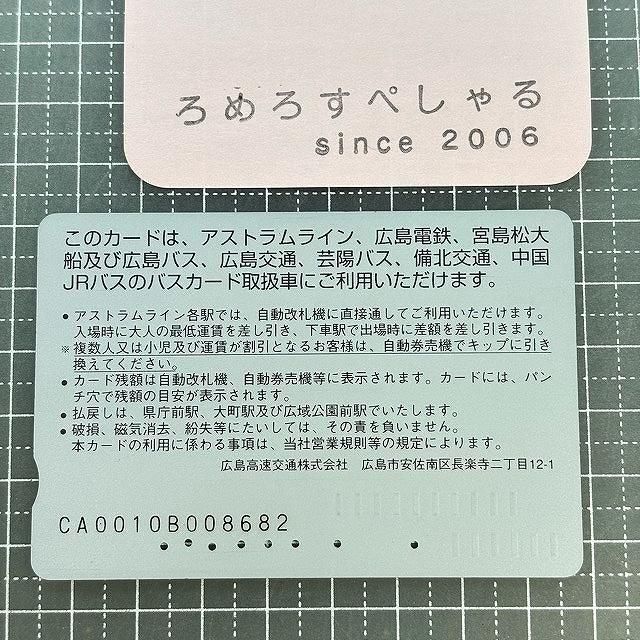 ろめろすぺしゃる
since 2006
このカードは、アストラムライン、広島電鉄、宮島松大
船及び広島バス、広島交通、芸陽バス、備北交通、中国
JRバスのバスカード取扱車にご利用いただけます。
● アストラムライン各駅では、自動改札機に直接通してご利用いただけます。
入場時に大人の最低運賃を差し引き、下車駅で出場時に差額を差し引きます。
※ 複数人又は小児及び運賃が割引となるお客様は、自動券売機でキップに引き
換えてください。
● カード残額は自動改札機、自動券売機等に表示されます。カードには、パン
チ穴で残額の目安が表示されます。
● 払戻しは、県庁前駅、大町駅及び広域公園前駅でいたします。
● 破損、磁気消去、紛失等にたいしては、その責を負いません。
本カードの利用に係わる事項は、当社営業規則等の規定によります。
広島高速交通株式会社 広島市安佐南区長楽寺二丁目12-1
CA0010B008682